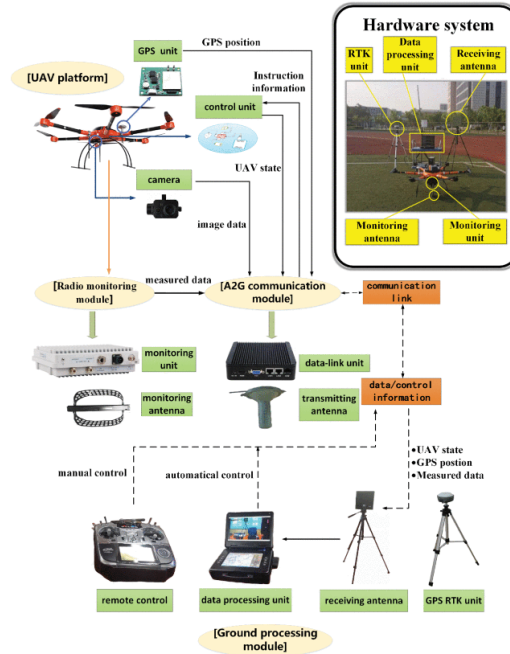 GPS unit
GPS position
[UAV platform]
Instruction
information
control unit
UAV state
camera
image data
Hardware system
RTK
unit
Data
processing
unit
Receiving
antenna
Monitoring
antenna
Monitoring
unit
[Radio monitoring
module]
measured data
[A2G communication
module]
communication
link
monitoring
unit
data-link unit
monitoring
antenna
transmitting
antenna
data/control
information
manual control
automatical control
●UAV state
●GPS postion
●Measured data
remote control
data processing unit
receiving antenna
GPS RTK unit
[Ground processing
module]